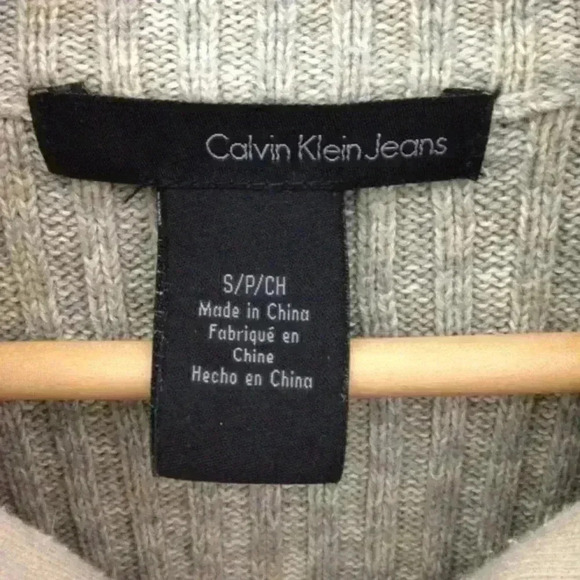 Calvin Klein Jeans
S/P/CH
Made in China
Fabriqué en
Chine
Hecho en China